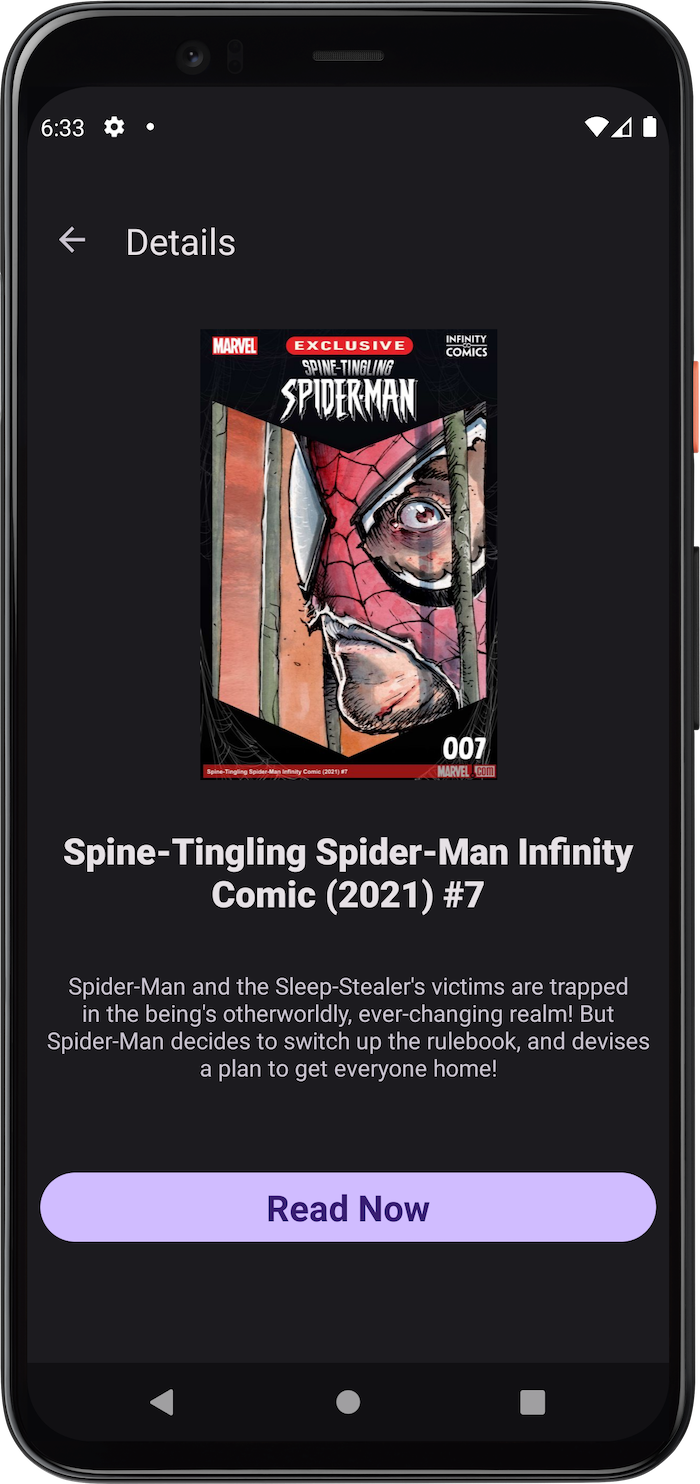 6:33
Details
MARVEL
EXCLUSIVE
INFINITY
COMICS
SPINE-TINGLING
SPIDER-MAN
007
Spine-Tingling Spider-Man Infinity Comic (2021) #7
MARVEL.com
Spine-Tingling Spider-Man Infinity
Comic (2021) #7
Spider-Man and the Sleep-Stealer's victims are trapped
in the being's otherworldly, ever-changing realm! But
Spider-Man decides to switch up the rulebook, and devises
a plan to get everyone home!
Read Now